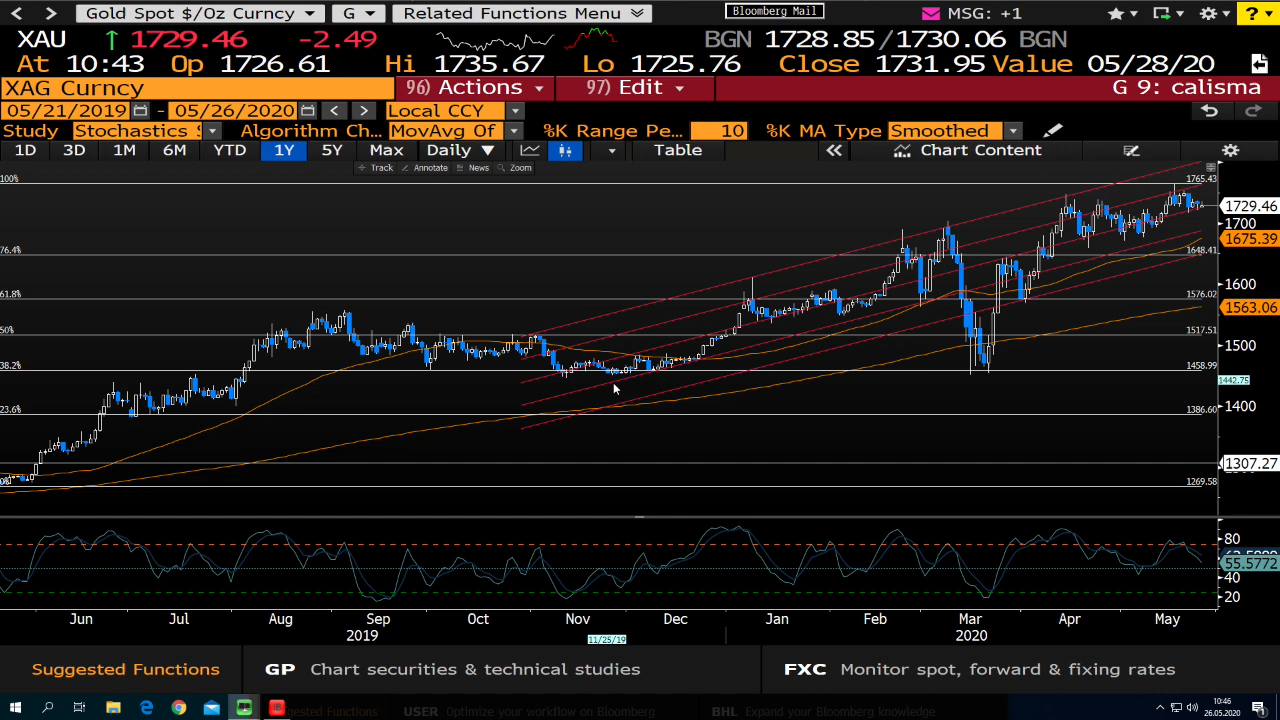 Gold Spot $/Oz Curncy G Related Functions Menu Bloomberg Mail MSG: +1 ?
XAU 1729.46 -2.49 BGN 1728.85/1730.06 BGN
At 10:43 Op 1726.61 Hi 1735.67 Lo 1725.76 Close 1731.95 Value 05/28/20
XAG Curncy 96) Actions 97) Edit G 9: calisma
05/21/2019 - 05/26/2020 Local CCY
Study Stochastics Algorithm Ch... MovAvg Of %K Range Pe... 10 %K MA Type Smoothed
1D 3D 1M 6M YTD 1Y 5Y Max Daily Table Chart Content
Track Annotate News Zoom
100% 1765.43
1729.46
1700
1675.39
76.4% 1648.41
1600
61.8% 1576.02
1563.06
50% 1517.51
1500
38.2% 1458.99
1442.75
1400
23.6% 1386.60
1307.27
0% 1269.58
80
55.5772
40
20
Jun Jul Aug Sep Oct Nov Dec Jan Feb Mar Apr May
2019 11/25/19 2020
Suggested Functions GP Chart securities & technical studies FXC Monitor spot, forward & fixing rates
Suggested Functions USER Optimize your workflow on Bloomberg BHL Expand your Bloomberg knowledge
10:46
26.05.2020